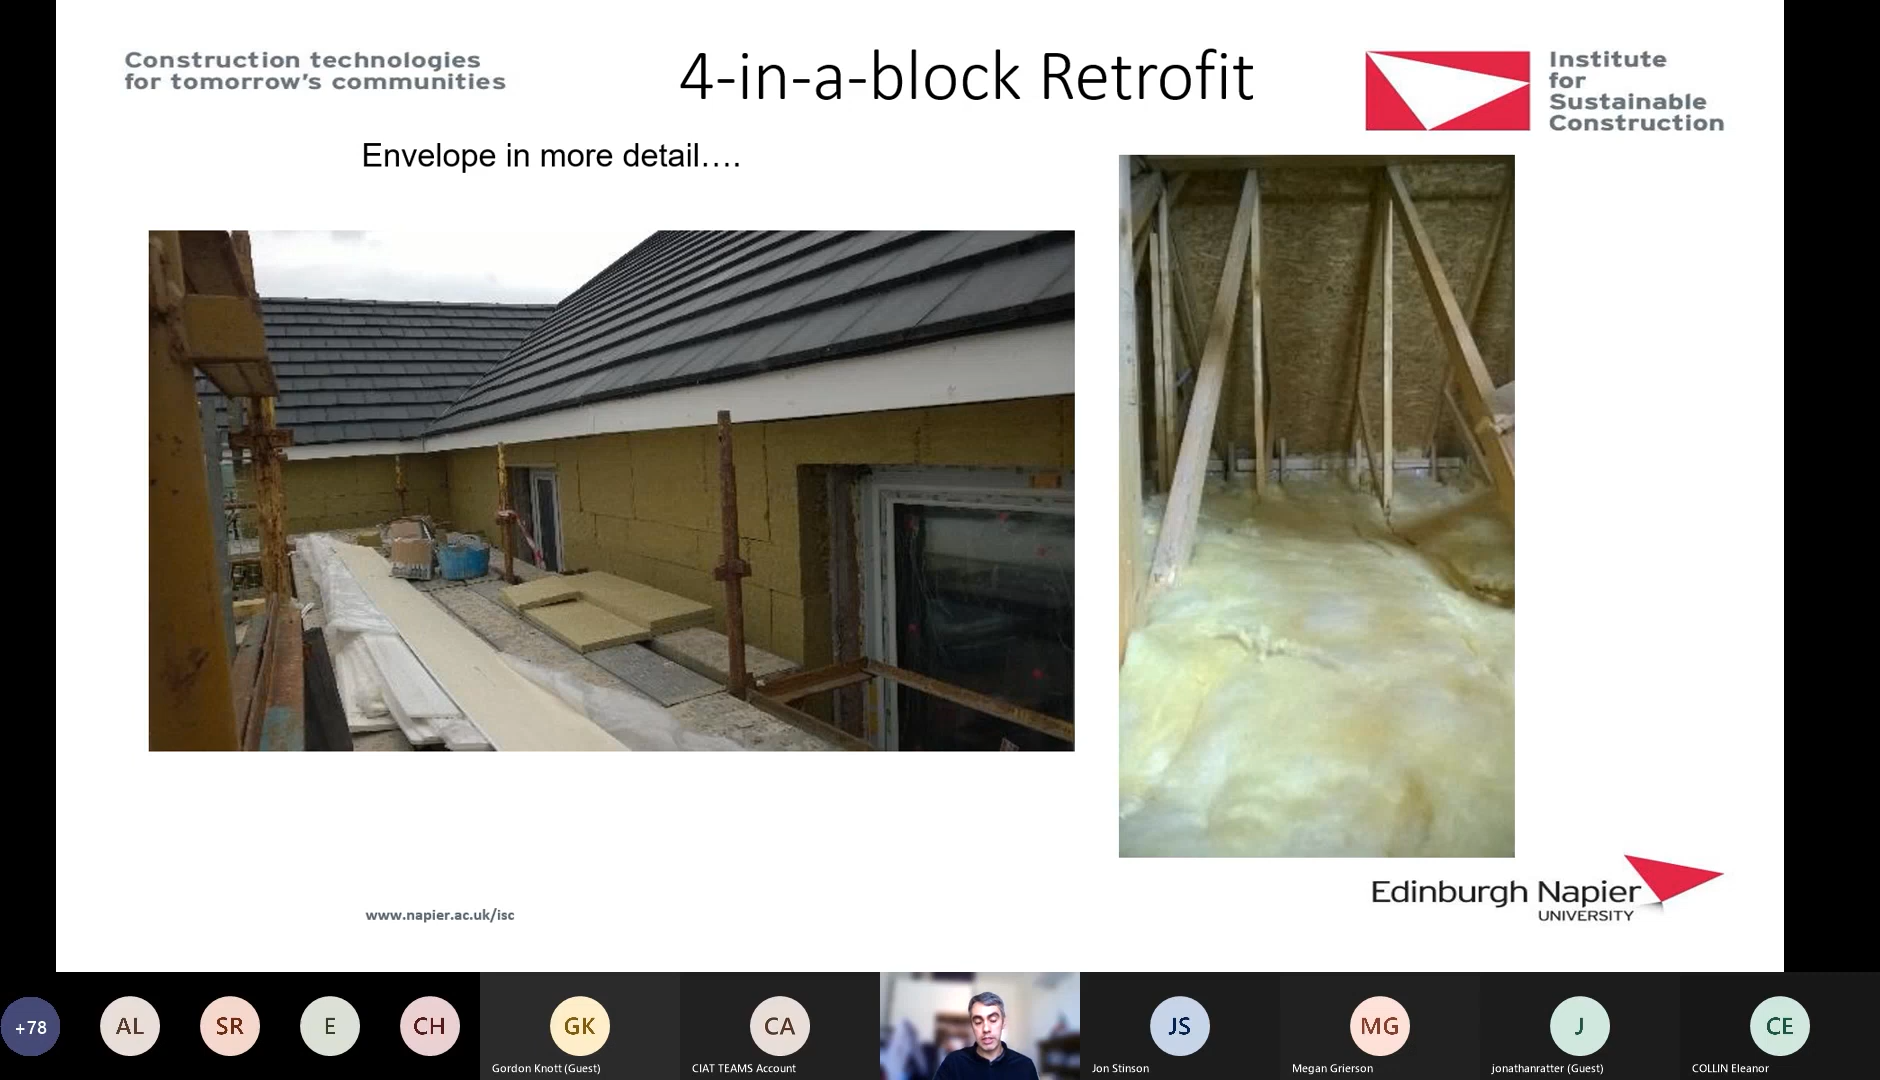 Construction technologies
for tomorrow's communities
4-in-a-block Retrofit
Institute
for
Sustainable
Construction
Envelope in more detail....
www.napier.ac.uk/isc
Edinburgh Napier
UNIVERSITY
+78
AL
SR
E
CH
GK
CA
JS
MG
J
CE
Gordon Knott (Guest)
CIAT TEAMS Account
Jon Stinson
Megan Grierson
jonathanratter (Guest)
COLLIN Eleanor